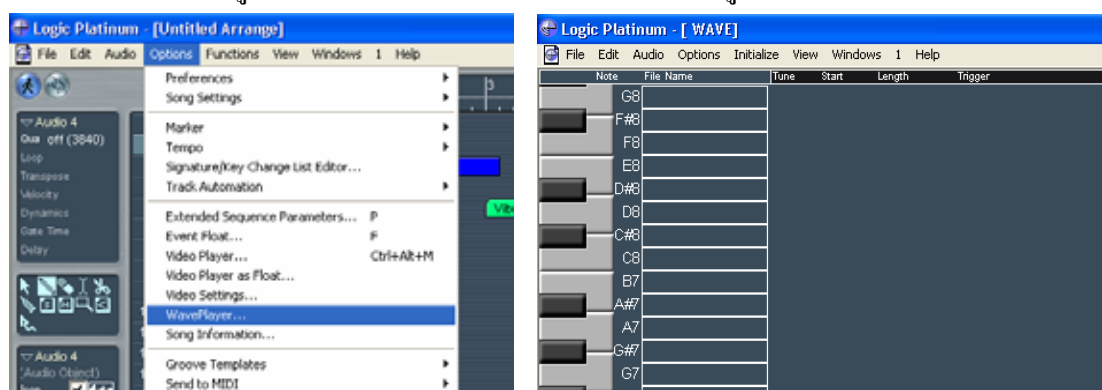 Logic Platinum - [Untitled Arrange]
File Edit Audio Options Functions View Windows 1 Help
Preferences
Song Settings
Marker
Tempo
Signature/Key Change List Editor...
Track Automation
Extended Sequence Parameters... P
Event Float... F
Video Player... Ctrl+Alt+M
Video Player as Float...
Video Settings...
WavePlayer...
Song Information...
Groove Templates
Send to MIDI
3
Audio 4
Qua off (3840)
Loop
Transpose
Velocity
Dynamics
Gate Time
Delay
Audio 4
(Audio Object)
Logic Platinum - [ WAVE]
File Edit Audio Options Initialize View Windows 1 Help
Note File Name Tune Start Length Trigger
G8
F#8
F8
E8
D#8
D8
C#8
C8
B7
A#7
A7
G#7
G7